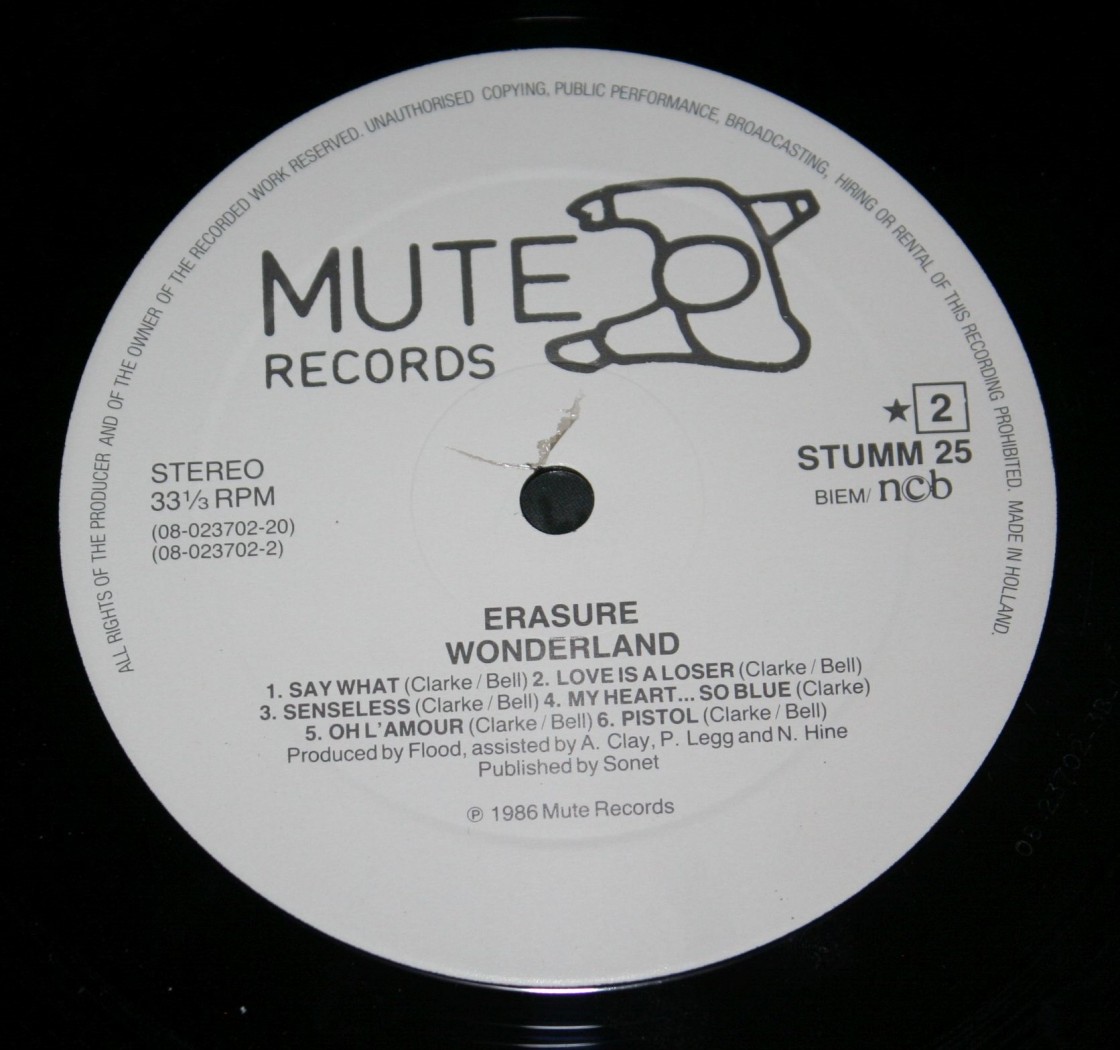 ALL RIGHTS OF THE PRODUCER AND OF THE OWNER OF THE RECORDED WORK RESERVED. UNAUTHORISED COPYING, PUBLIC PERFORMANCE, BROADCASTING, HIRING OR RENTAL OF THIS RECORDING PROHIBITED. MADE IN HOLLAND.
MUTE
RECORDS
★ 2
STUMM 25
BIEM/ ncb
STEREO
33⅓ RPM
(08-023702-20)
(08-023702-2)
ERASURE
WONDERLAND
1. SAY WHAT (Clarke / Bell) 2. LOVE IS A LOSER (Clarke / Bell)
3. SENSELESS (Clarke / Bell) 4. MY HEART... SO BLUE (Clarke)
5. OH L'AMOUR (Clarke / Bell) 6. PISTOL (Clarke / Bell)
Produced by Flood, assisted by A. Clay, P. Legg and N. Hine
Published by Sonet
℗ 1986 Mute Records